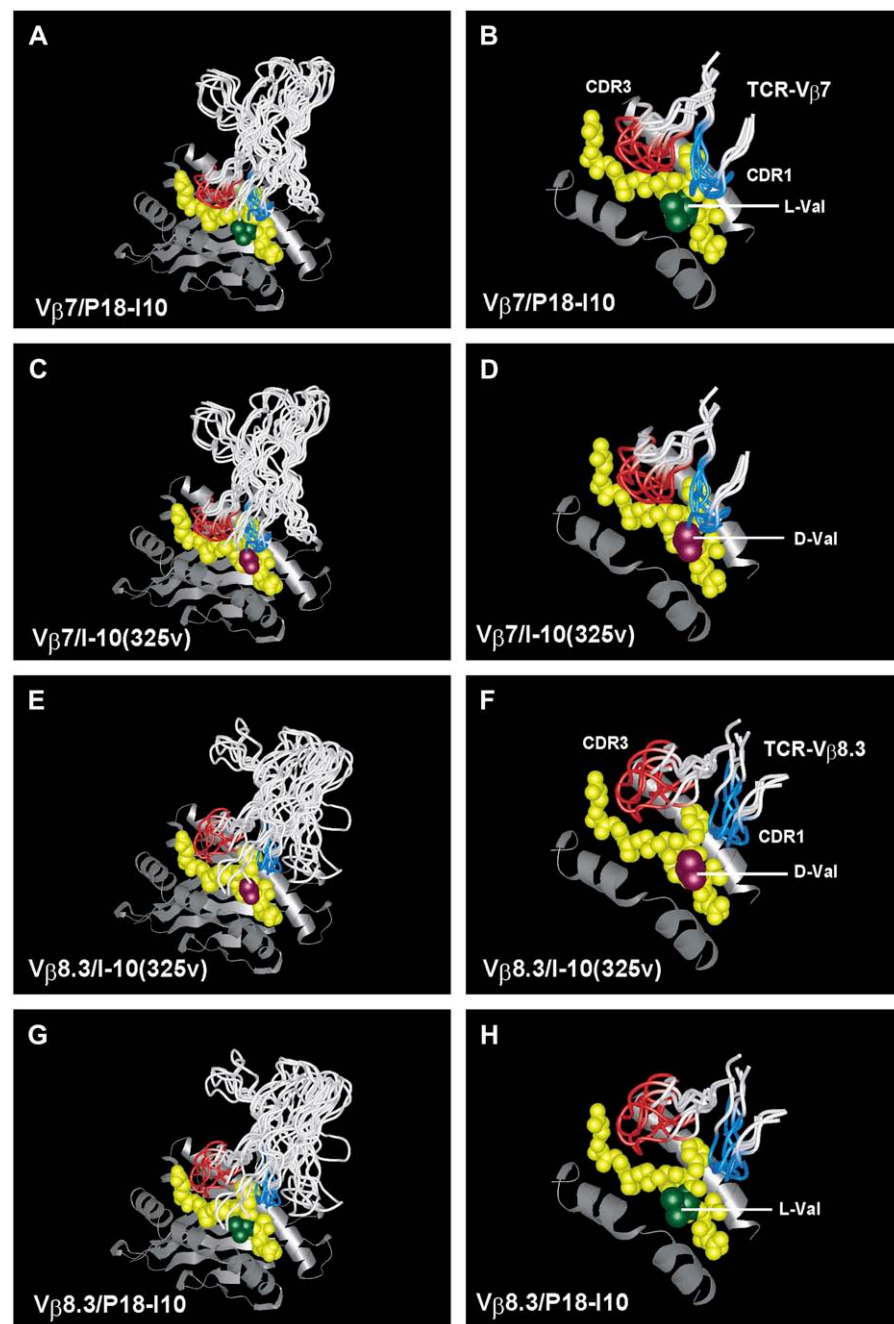 A
Vβ7/P18-I10
B
CDR3
TCR-Vβ7
CDR1
L-Val
Vβ7/P18-I10
C
Vβ7/I-10(325v)
D
D-Val
Vβ7/I-10(325v)
E
Vβ8.3/I-10(325v)
F
CDR3
TCR-Vβ8.3
CDR1
D-Val
Vβ8.3/I-10(325v)
G
Vβ8.3/P18-I10
H
L-Val
Vβ8.3/P18-I10